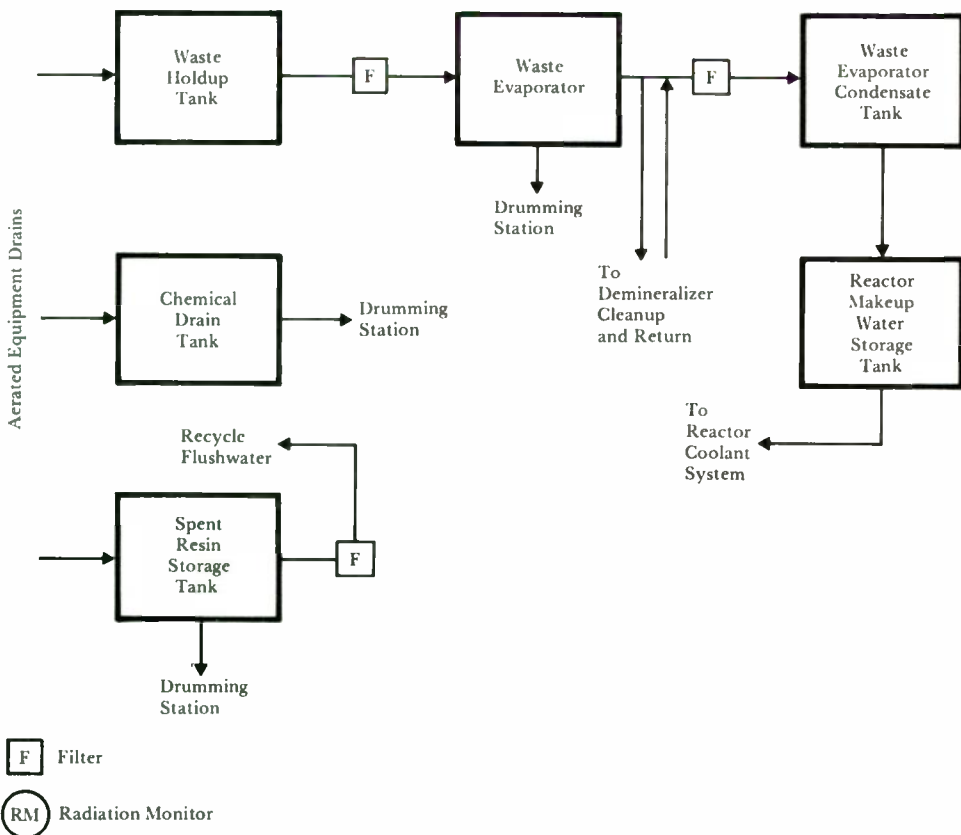 Waste
Holdup
Tank
F
Waste
Evaporator
F
Waste
Evaporator
Condensate
Tank
Drumming
Station
To
Demineralizer
Cleanup
and Return
Reactor
Makeup
Water
Storage
Tank
Aerated Equipment Drains
Chemical
Drain
Tank
Drumming
Station
To
Reactor
Coolant
System
Recycle
Flushwater
Spent
Resin
Storage
Tank
F
Drumming
Station
F Filter
RM Radiation Monitor